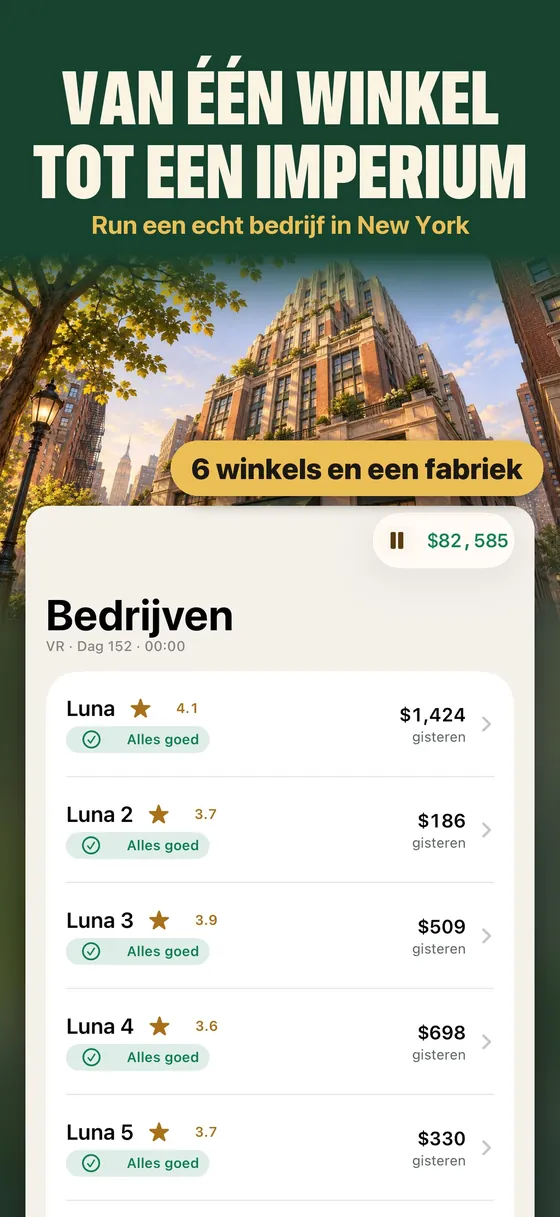 VAN ÉÉN WINKEL
TOT EEN IMPERIUM
Run een echt bedrijf in New York
6 winkels en een fabriek
$82,585
Bedrijven
VR · Dag 152 · 00:00
Luna 4.1
$1,424
Alles goed
gisteren
Luna 2 3.7
$186
Alles goed
gisteren
Luna 3 3.9
$509
Alles goed
gisteren
Luna 4 3.6
$698
Alles goed
gisteren
Luna 5 3.7
$330
Alles goed
gisteren